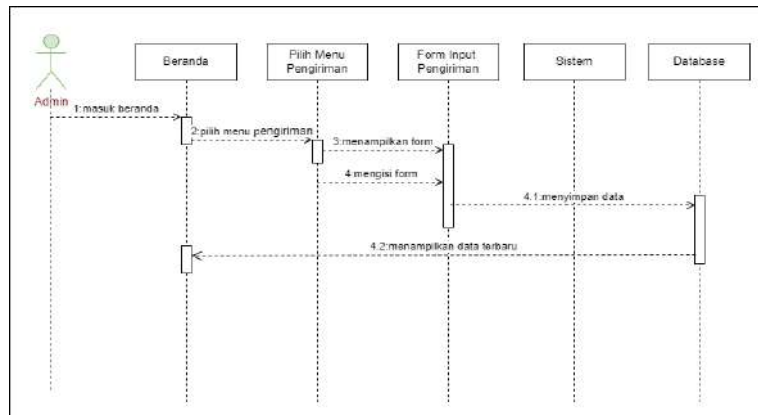 Beranda
Pilih Menu
Pengiriman
Form Input
Pengiriman
Sistem
Database
Admin
1:masuk beranda
2:pilih menu pengiriman
3:menampilkan form
4 mengisi form
4.1:menyimpan data
4.2:menampilkan data terbaru